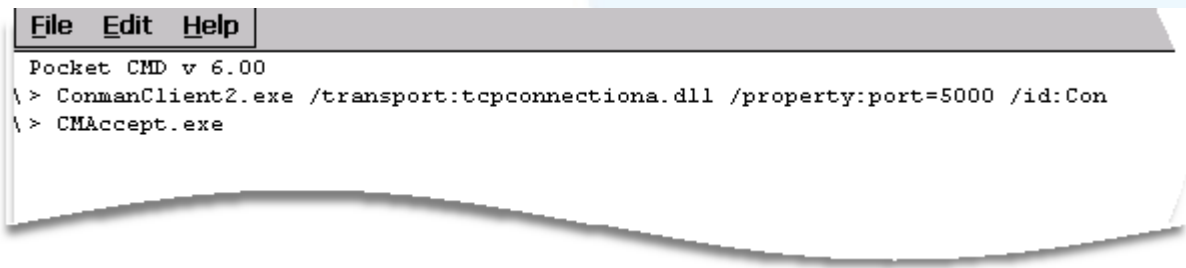 File Edit Help
Pocket CMD v 6.00
\> ConmanClient2.exe /transport:tcpconnectiona.dll /property:port=5000 /id:Con
\> CMAccept.exe